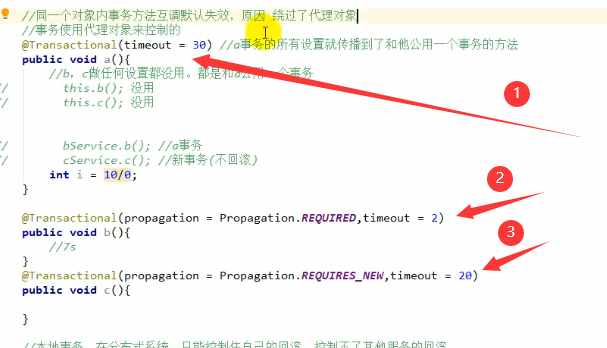 //同一个对象内事务方法互调默认失效，原因 绕过了代理对象
//事务使用代理对象来控制的
@Transactional(timeout = 30) //a事务的所有设置就传播到了和他公用一个事务的方法
public void a(){
//b，c做任何设置都没用。都是和a公用一个事务
// this.b(); 没用
// this.c(); 没用
1
// bService.b(); //a事务
// cService.c(); //新事务(不回滚)
int i = 10/0;
}
2
@Transactional(propagation = Propagation.REQUIRED,timeout = 2)
public void b(){
3
//7s
}
@Transactional(propagation = Propagation.REQUIRES_NEW,timeout = 20)
public void c(){
}
//本地事务，在分布式系统，只能控制住自己的回滚，控制不了其他服务的回滚